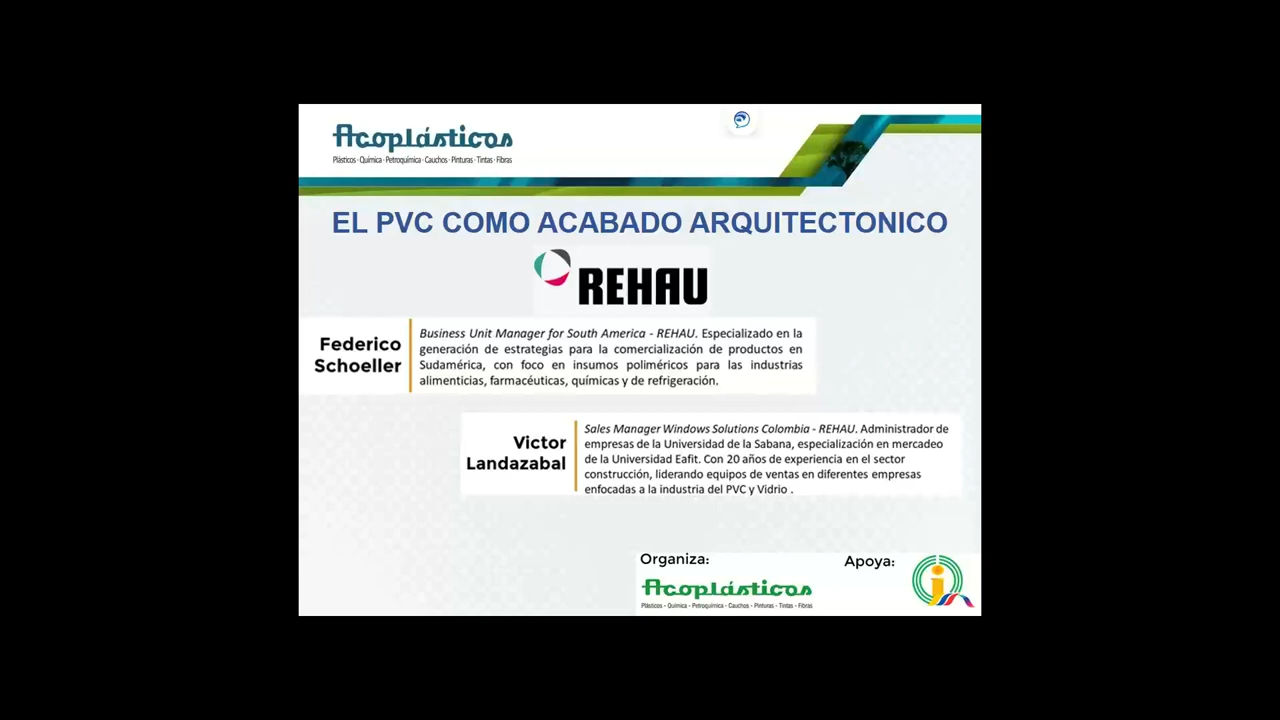 Acoplásticos
Plásticos · Química · Petroquímica · Cauchos · Pinturas · Tintas · Fibras
EL PVC COMO ACABADO ARQUITECTONICO
REHAU
Federico
Schoeller
Business Unit Manager for South America - REHAU. Especializado en la
generación de estrategias para la comercialización de productos en
Sudamérica, con foco en insumos poliméricos para las industrias
alimenticias, farmacéuticas, químicas y de refrigeración.
Victor
Landazabal
Sales Manager Windows Solutions Colombia - REHAU. Administrador de
empresas de la Universidad de la Sabana, especialización en mercadeo
de la Universidad Eafit. Con 20 años de experiencia en el sector
construcción, liderando equipos de ventas en diferentes empresas
enfocadas a la industria del PVC y Vidrio .
Organiza:
Acoplásticos
Plásticos - Química - Petroquímica - Cauchos - Pinturas - Tintas - Fibras
Apoya: